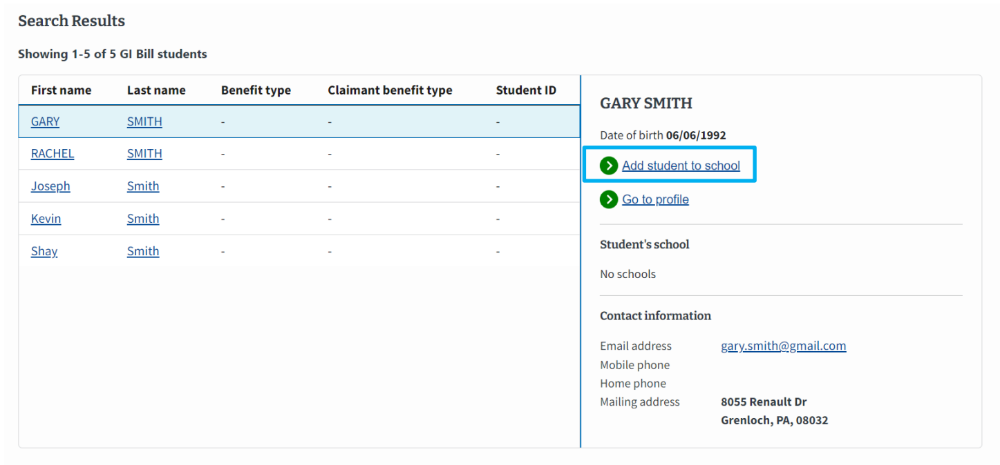 Search Results
Showing 1-5 of 5 GI Bill students
First name Last name Benefit type Claimant benefit type Student ID
GARY SMITH - - -
RACHEL SMITH - - -
Joseph Smith - - -
Kevin Smith - - -
Shay Smith - - -
GARY SMITH
Date of birth 06/06/1992
Add student to school
Go to profile
Student's school
No schools
Contact information
Email address gary.smith@gmail.com
Mobile phone
Home phone
Mailing address 8055 Renault Dr
Grenloch, PA, 08032